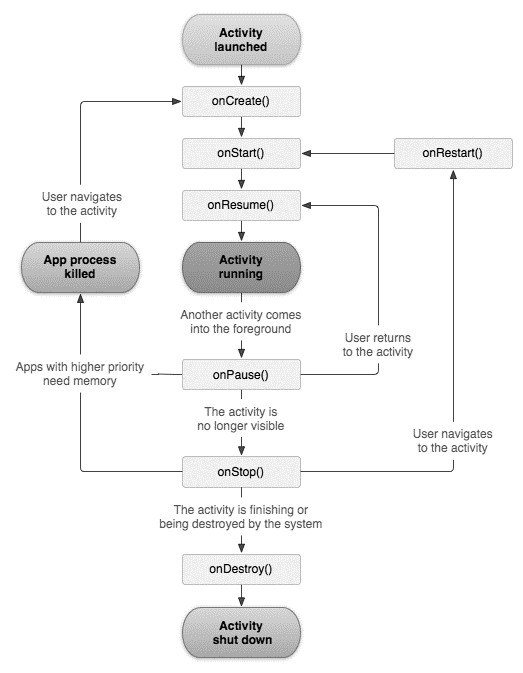 Activity
launched
onCreate()
onStart()
onRestart()
User navigates
to the activity
onResume()
App process
killed
Activity
running
Another activity comes
into the foreground
User returns
to the activity
Apps with higher priority
need memory
onPause()
The activity is
no longer visible
User navigates
to the activity
onStop()
The activity is finishing or
being destroyed by the system
onDestroy()
Activity
shut down